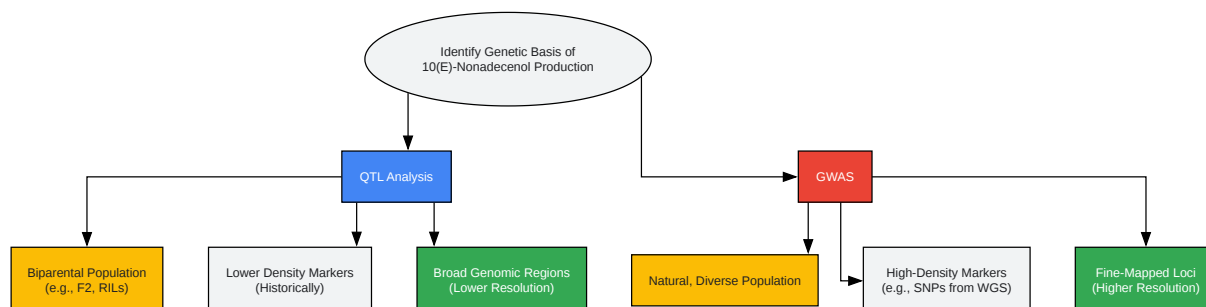 Identify Genetic Basis of
10(E)-Nonadecenol Production
QTL Analysis
GWAS
Biparental Population
(e.g., F2, RILs)
Lower Density Markers
(Historically)
Broad Genomic Regions
(Lower Resolution)
Natural, Diverse Population
High-Density Markers
(e.g., SNPs from WGS)
Fine-Mapped Loci
(Higher Resolution)